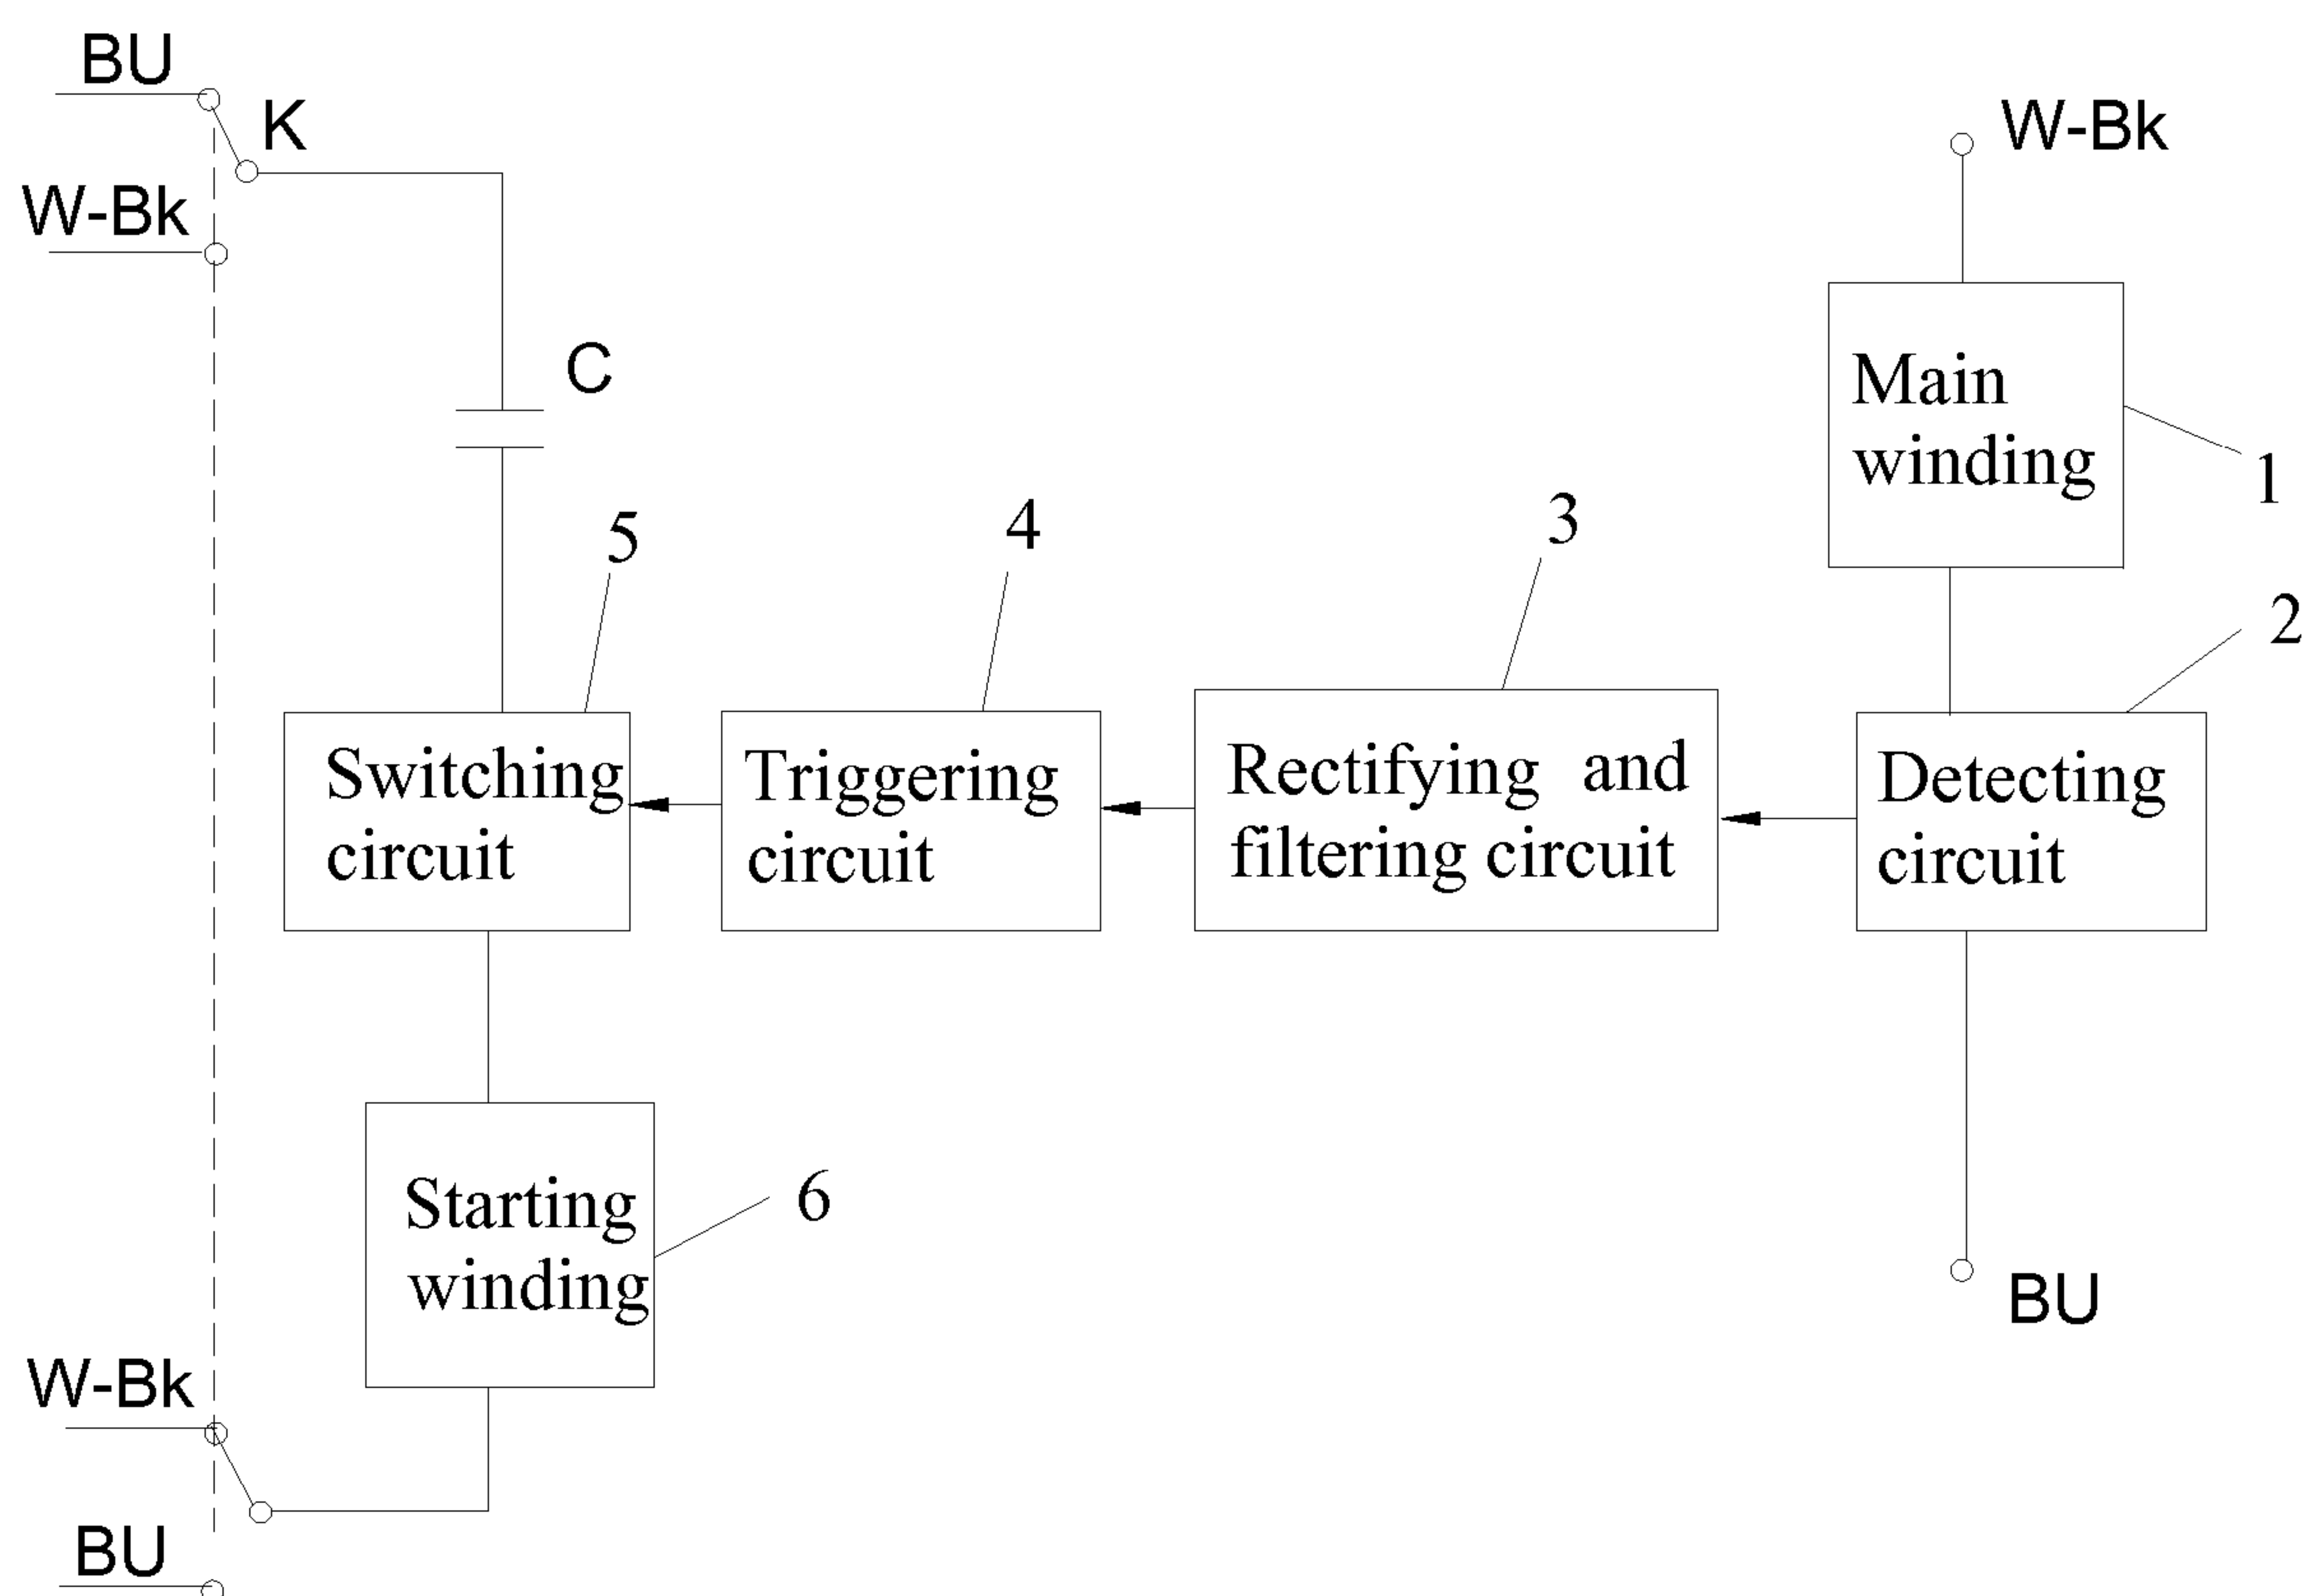 BU
K
W-Bk
W-Bk
C
Main
winding
1
5
4
3
2
Switching
circuit
Triggering
circuit
Rectifying and
filtering circuit
Detecting
circuit
Starting
winding
6
BU
W-Bk
BU